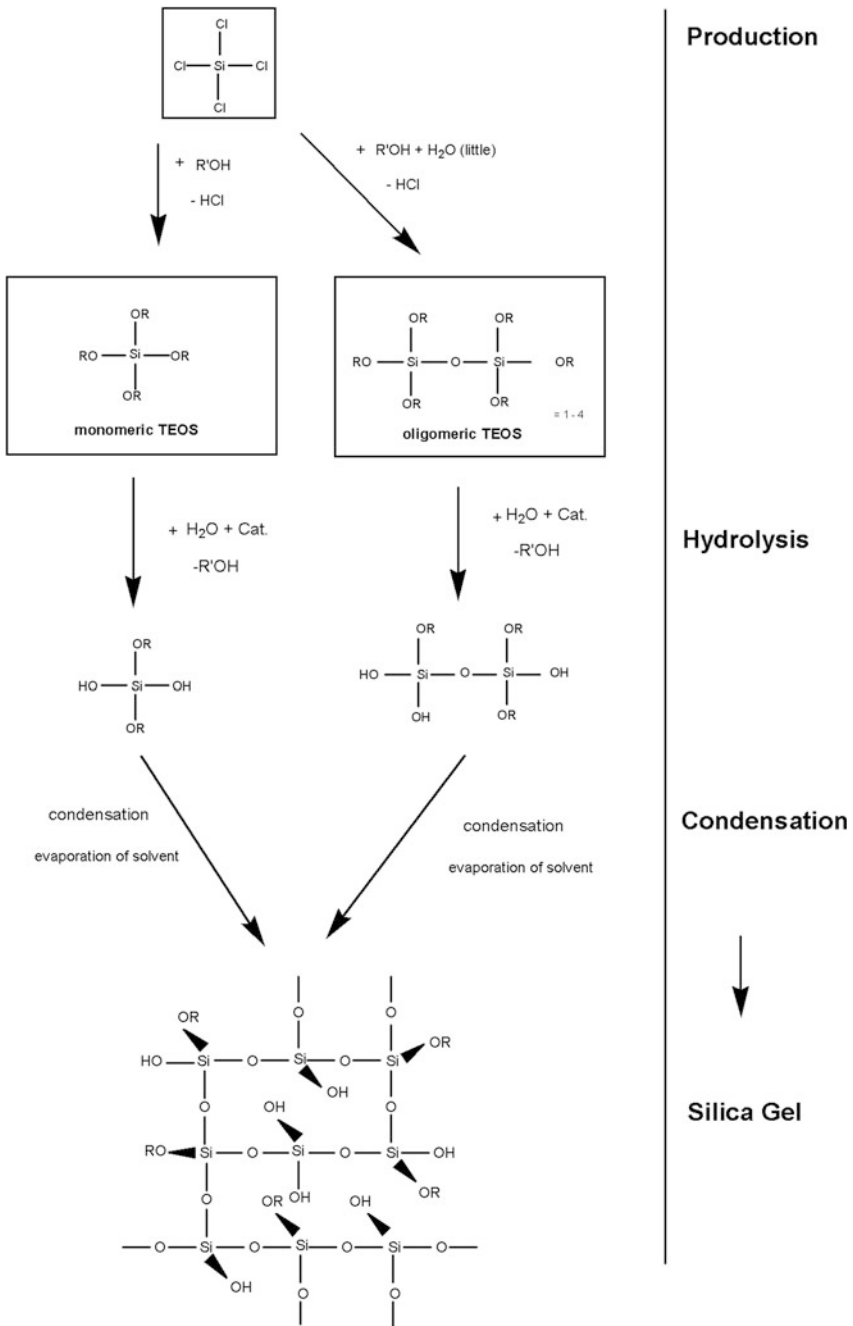 Production
Cl
Cl Si Cl
Cl
+ R'OH
- HCl
+ R'OH + H₂O (little)
- HCl
OR
RO Si OR
OR
monomeric TEOS
OR OR
RO Si O Si OR
OR OR
= 1 - 4
oligomeric TEOS
Hydrolysis
+ H₂O + Cat.
-R'OH
+ H₂O + Cat.
-R'OH
OR
HO Si OH
OR
OR OR
HO Si O Si OH
OH OR
Condensation
condensation
evaporation of solvent
condensation
evaporation of solvent
Silica Gel
O O
OR
HO Si O Si O Si OR
OH
O OH O
RO Si O Si O Si OH
OH OR
O OR OH
O Si O Si O Si O
OH
O O